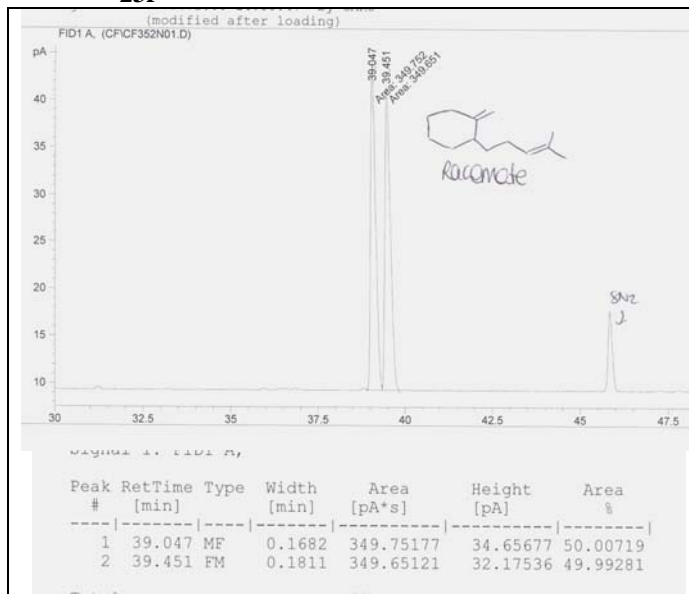 (modified after loading)
FID1 A, (CF\CF352N01.D)
pA
39.047
39.451
Area: 349.752
Area: 349.651
Racemate
40
35
30
25
20
15
10
SN2
30 32.5 35 37.5 40 42.5 45 47.5
Signal 1: FID1 A,
Peak RetTime Type Width Area Height Area
# [min] [min] [pA*s] [pA] %
1 39.047 MF 0.1682 349.75177 34.65677 50.00719
2 39.451 FM 0.1811 349.65121 32.17536 49.99281